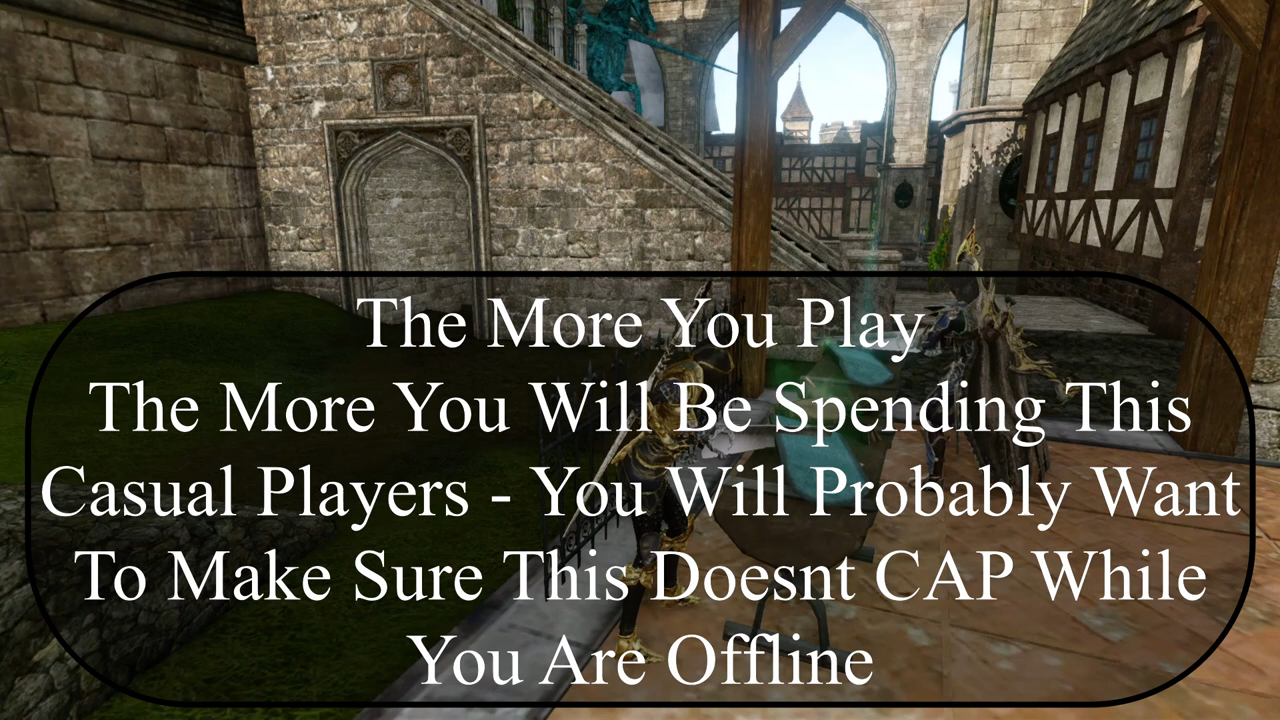 The More You Play
The More You Will Be Spending This
Casual Players - You Will Probably Want
To Make Sure This Doesnt CAP While
You Are Offline